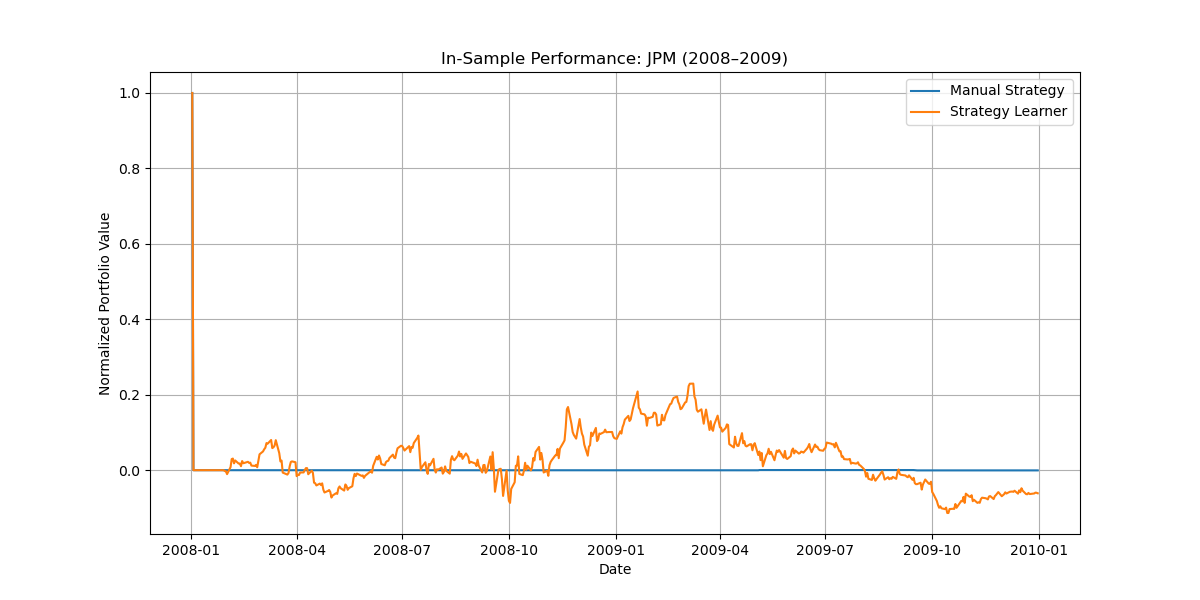 In-Sample Performance: JPM (2008–2009)
Manual Strategy
Strategy Learner
Normalized Portfolio Value
1.0
0.8
0.6
0.4
0.2
0.0
2008-01 2008-04 2008-07 2008-10 2009-01 2009-04 2009-07 2009-10 2010-01
Date